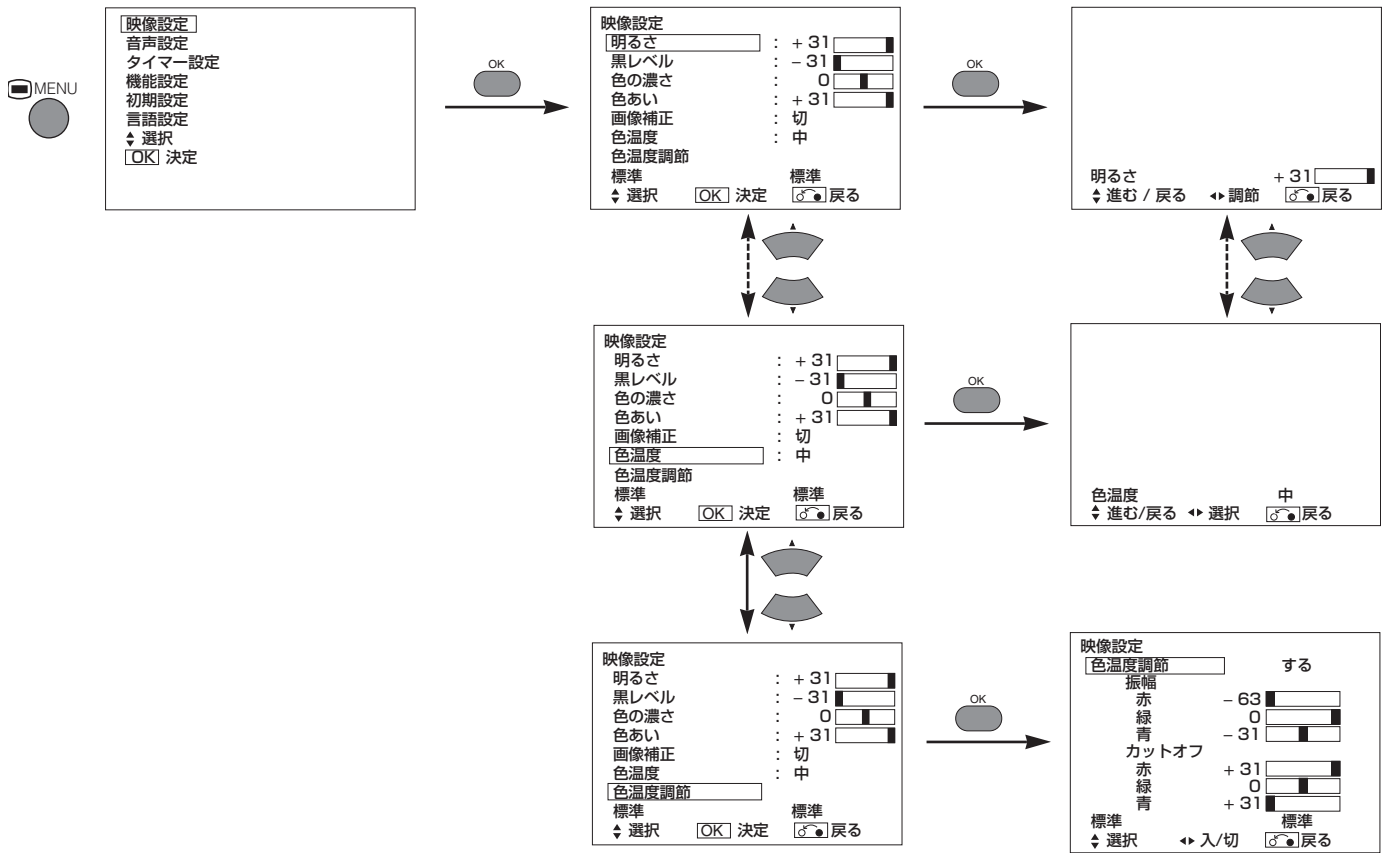 MENU
映像設定
音声設定
タイマー設定
機能設定
初期設定
言語設定
選択
OK 決定
OK
映像設定
明るさ : + 31
黒レベル : – 31
色の濃さ : 0
色あい : + 31
画像補正 : 切
色温度 : 中
色温度調節
標準 標準
選択 OK 決定 戻る
OK
明るさ + 31
進む / 戻る 調節 戻る
映像設定
明るさ : + 31
黒レベル : – 31
色の濃さ : 0
色あい : + 31
画像補正 : 切
色温度 : 中
色温度調節
標準 標準
選択 OK 決定 戻る
OK
色温度 中
進む/戻る 選択 戻る
映像設定
明るさ : + 31
黒レベル : – 31
色の濃さ : 0
色あい : + 31
画像補正 : 切
色温度 : 中
色温度調節
標準 標準
選択 OK 決定 戻る
OK
映像設定
色温度調節 する
振幅
赤 – 63
緑 0
青 – 31
カットオフ
赤 + 31
緑 0
青 + 31
標準 標準
選択 入/切 戻る